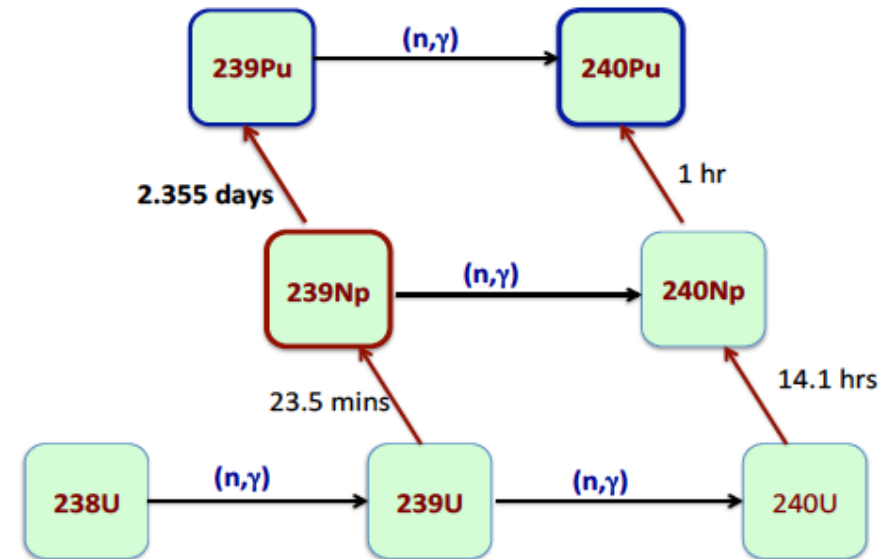 (n,γ)
239Pu
240Pu
2.355 days
1 hr
(n,γ)
239Np
240Np
23.5 mins
14.1 hrs
(n,γ)
(n,γ)
238U
239U
240U